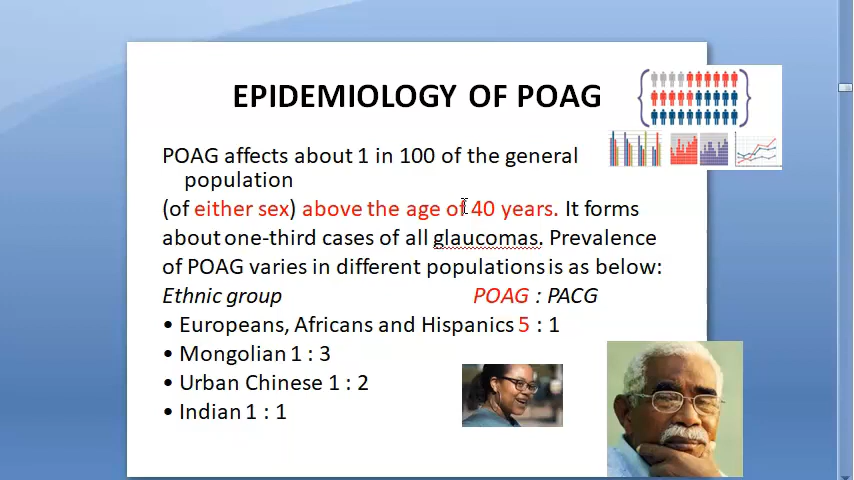 EPIDEMIOLOGY OF POAG
POAG affects about 1 in 100 of the general
population
(of either sex) above the age of 40 years. It forms
about one-third cases of all glaucomas. Prevalence
of POAG varies in different populations is as below:
Ethnic group POAG : PACG
• Europeans, Africans and Hispanics 5 : 1
• Mongolian 1 : 3
• Urban Chinese 1 : 2
• Indian 1 : 1